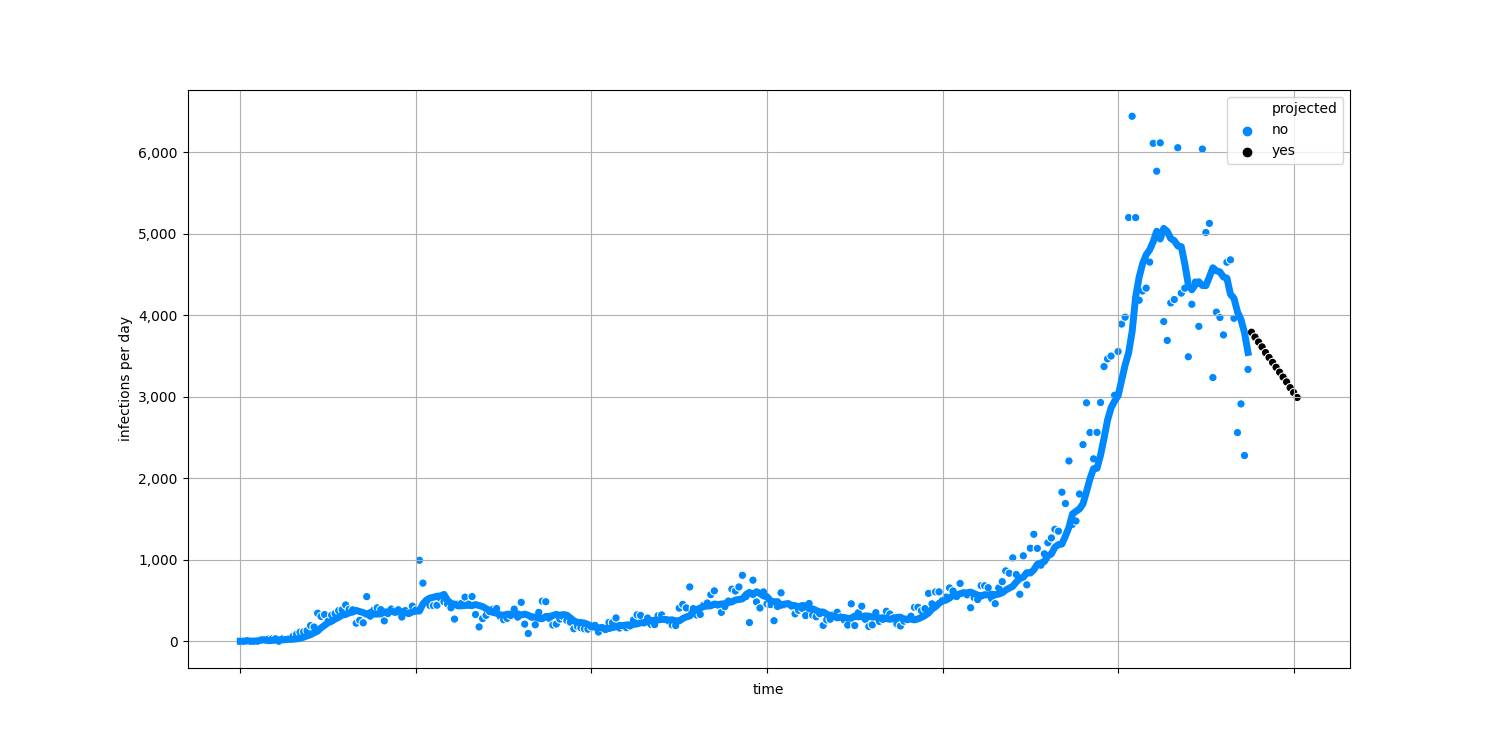 projected
no
yes
6,000
5,000
4,000
3,000
2,000
1,000
0
infections per day
time